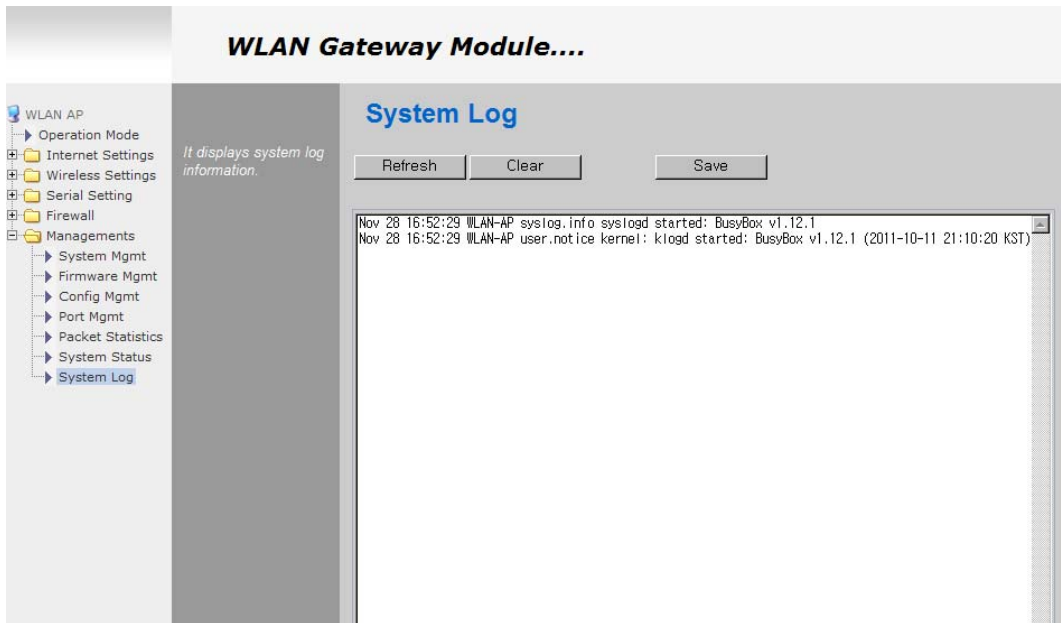 WLAN Gateway Module....
WLAN AP
Operation Mode
Internet Settings
Wireless Settings
Serial Setting
Firewall
Managements
System Mgmt
Firmware Mgmt
Config Mgmt
Port Mgmt
Packet Statistics
System Status
System Log
It displays system log
information.
System Log
Refresh Clear Save
Nov 28 16:52:29 WLAN-AP syslog.info syslogd started: BusyBox v1.12.1
Nov 28 16:52:29 WLAN-AP user.notice kernel: klogd started: BusyBox v1.12.1 (2011-10-11 21:10:20 KST)